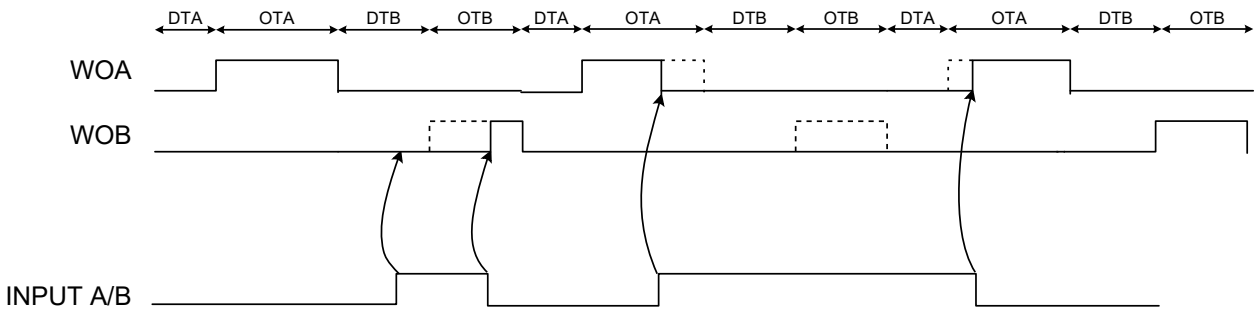 DTA OTA DTB OTB DTA OTA DTB OTB DTA OTA DTB OTB
WOA
WOB
INPUT A/B